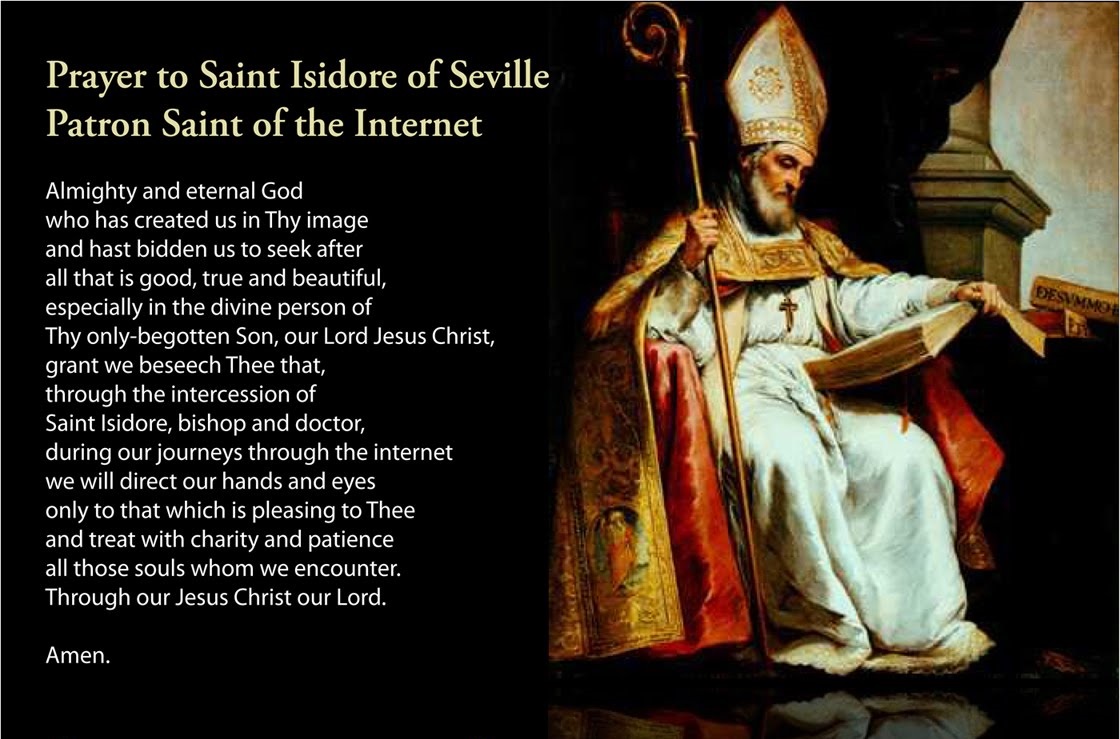 Prayer to Saint Isidore of Seville
Patron Saint of the Internet
Almighty and eternal God
who has created us in Thy image
and hast bidden us to seek after
all that is good, true and beautiful,
especially in the divine person of
Thy only-begotten Son, our Lord Jesus Christ,
grant we beseech Thee that,
through the intercession of
Saint Isidore, bishop and doctor,
during our journeys through the internet
we will direct our hands and eyes
only to that which is pleasing to Thee
and treat with charity and patience
all those souls whom we encounter.
Through our Jesus Christ our Lord.
Amen.
DESVMMO